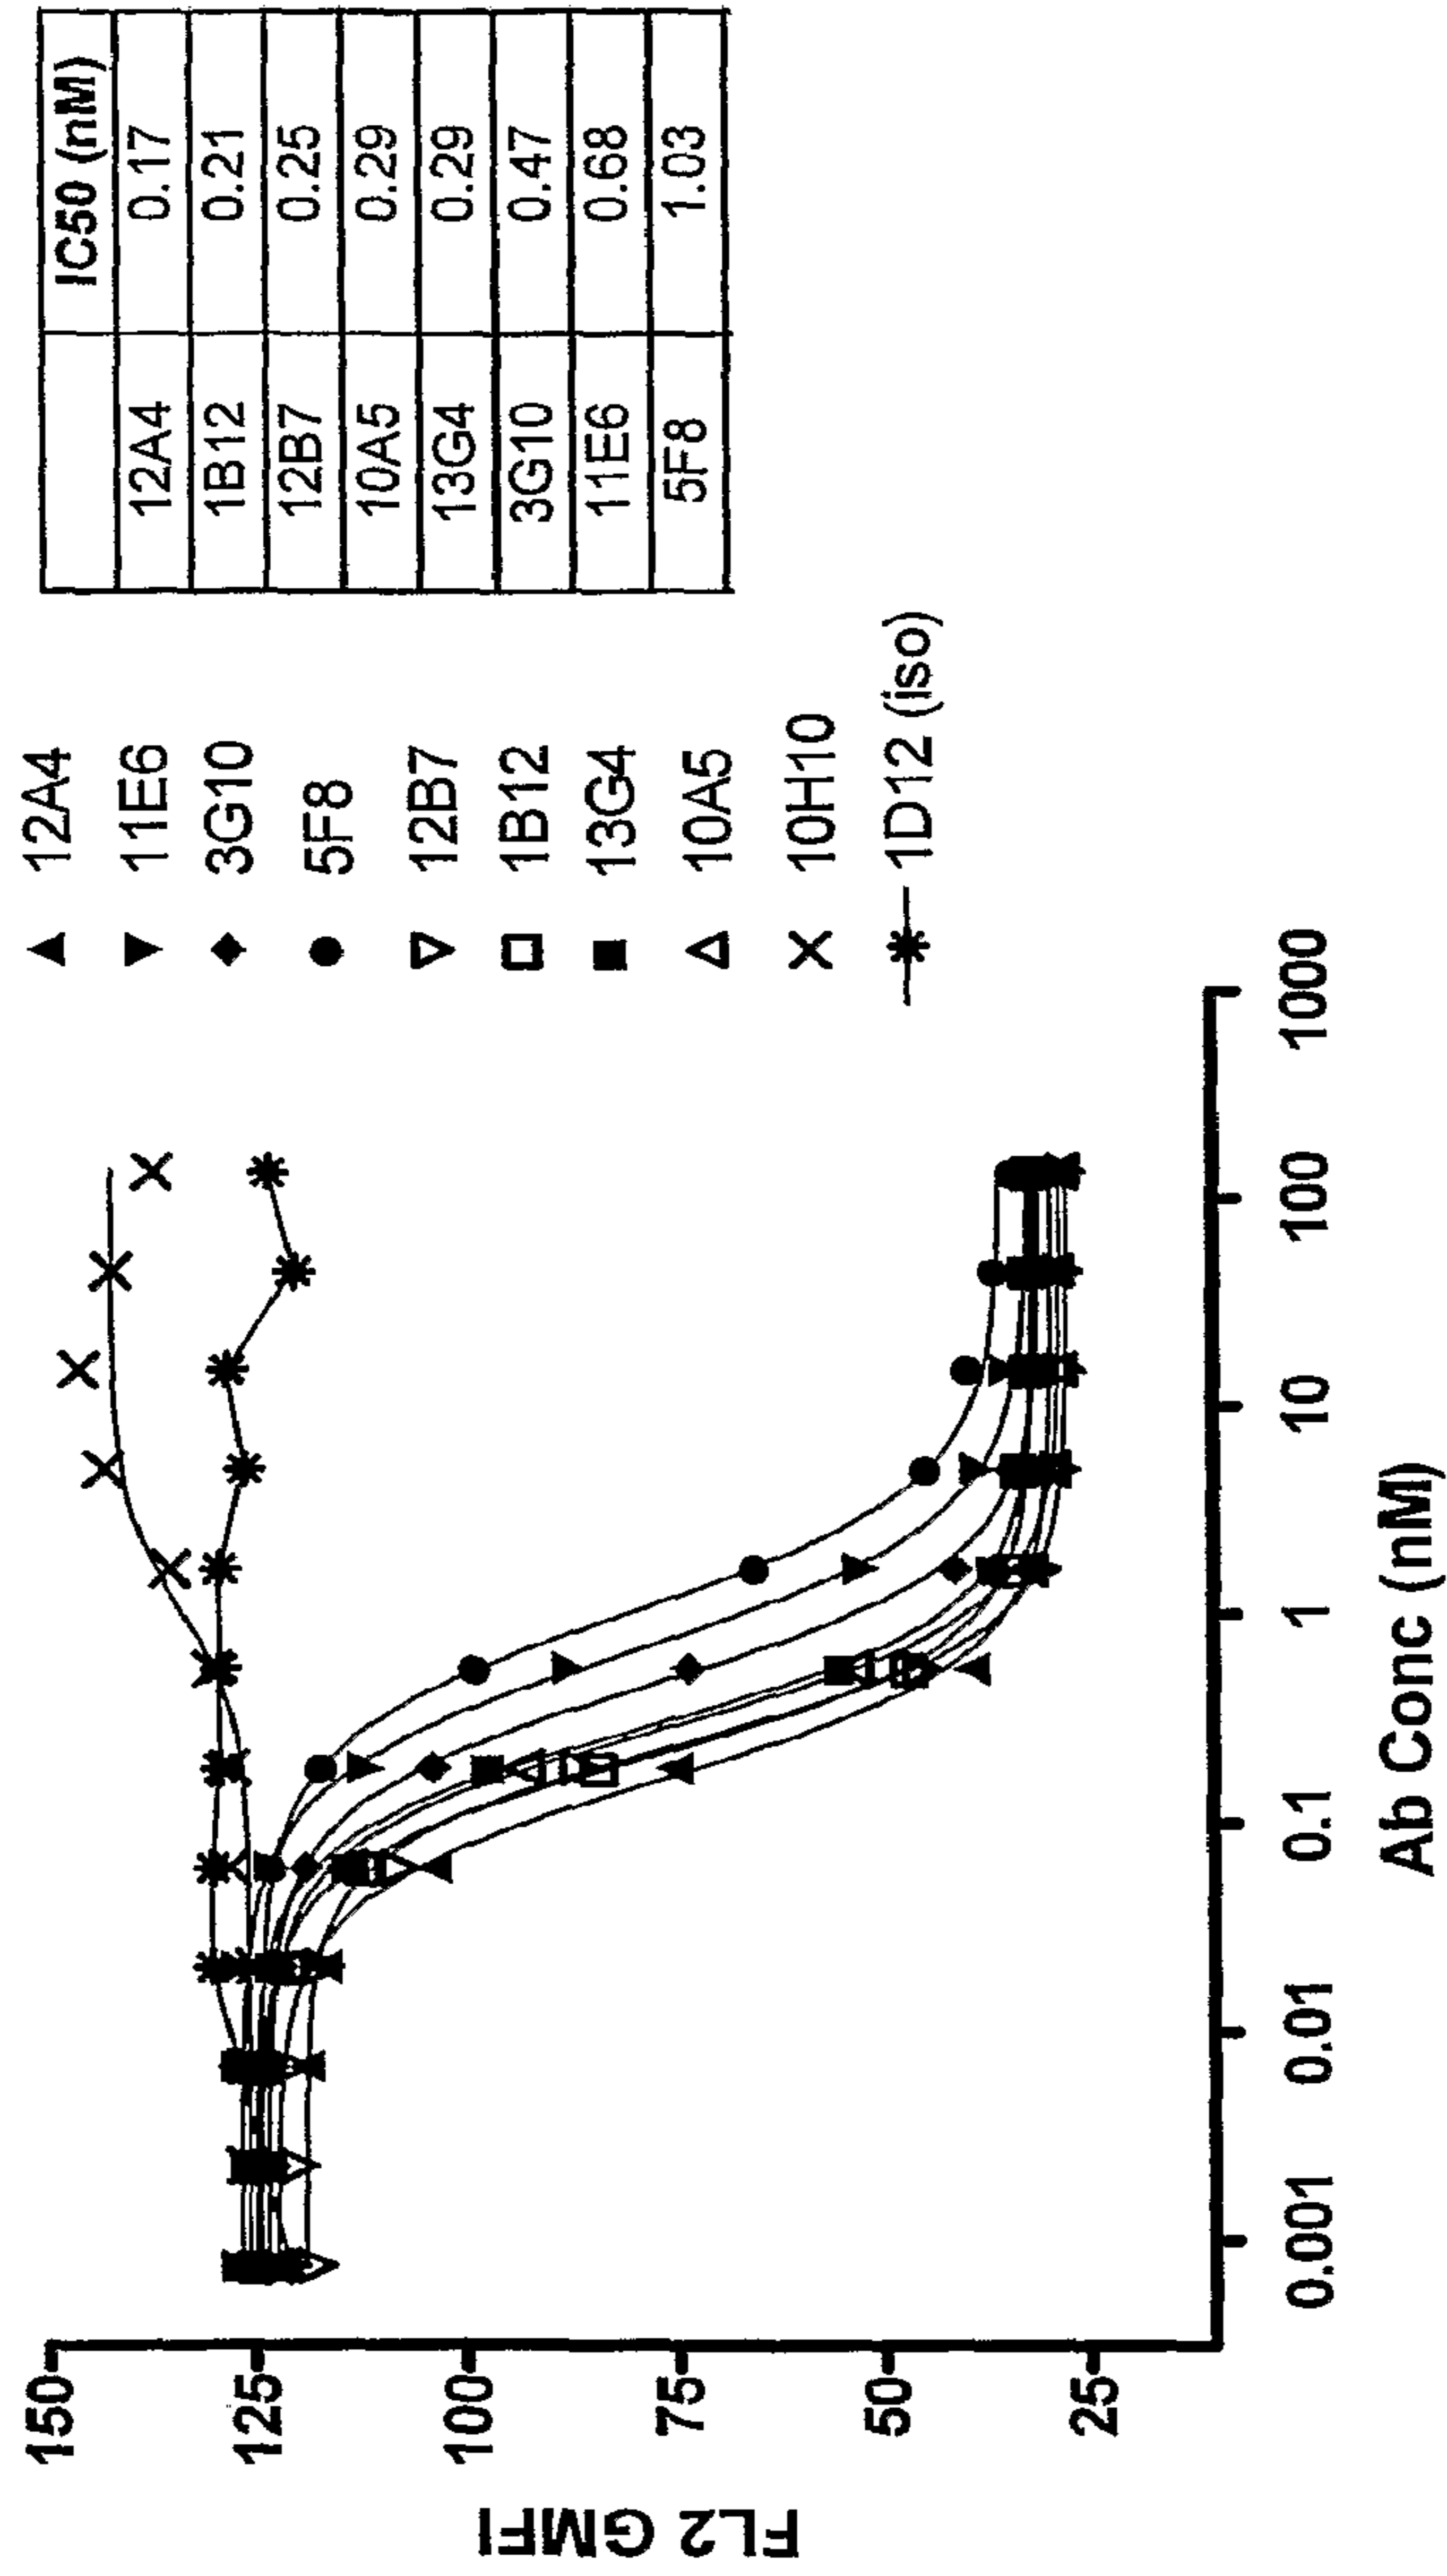 FL2 GMFI
150
125
100
75
50
25
0.001
0.01
0.1
1
10
100
1000
Ab Conc (nM)
12A4
11E6
3G10
5F8
12B7
1B12
13G4
10A5
10H10
1D12 (iso)
IC50 (nM)
12A4 0.17
1B12 0.21
12B7 0.25
10A5 0.29
13G4 0.29
3G10 0.47
11E6 0.68
5F8 1.03